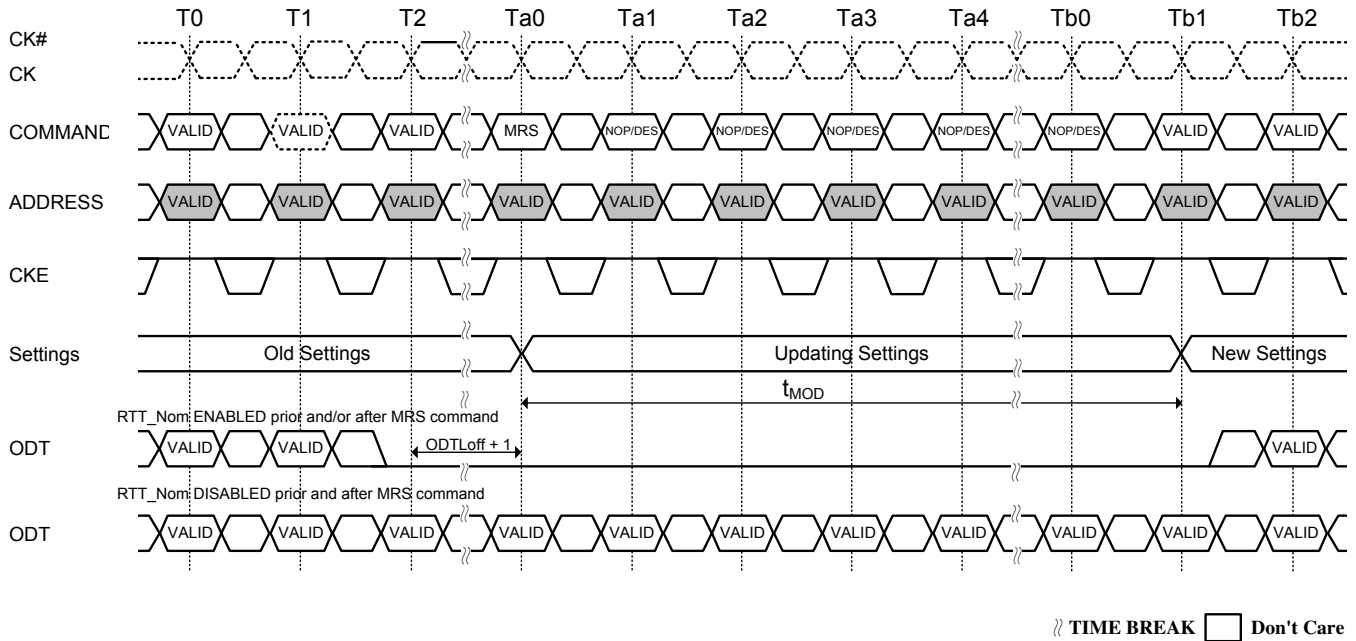 T0 T1 T2 Ta0 Ta1 Ta2 Ta3 Ta4 Tb0 Tb1 Tb2
CK#
CK
COMMAND VALID VALID VALID MRS NOP/DES NOP/DES NOP/DES NOP/DES NOP/DES VALID VALID
ADDRESS VALID VALID VALID VALID VALID VALID VALID VALID VALID VALID VALID
CKE
Settings Old Settings Updating Settings New Settings
tMOD
RTT_Nom ENABLED prior and/or after MRS command
ODT VALID VALID ODTLoff + 1 VALID
RTT_Nom DISABLED prior and after MRS command
ODT VALID VALID VALID VALID VALID VALID VALID VALID VALID VALID VALID
TIME BREAK Don't Care